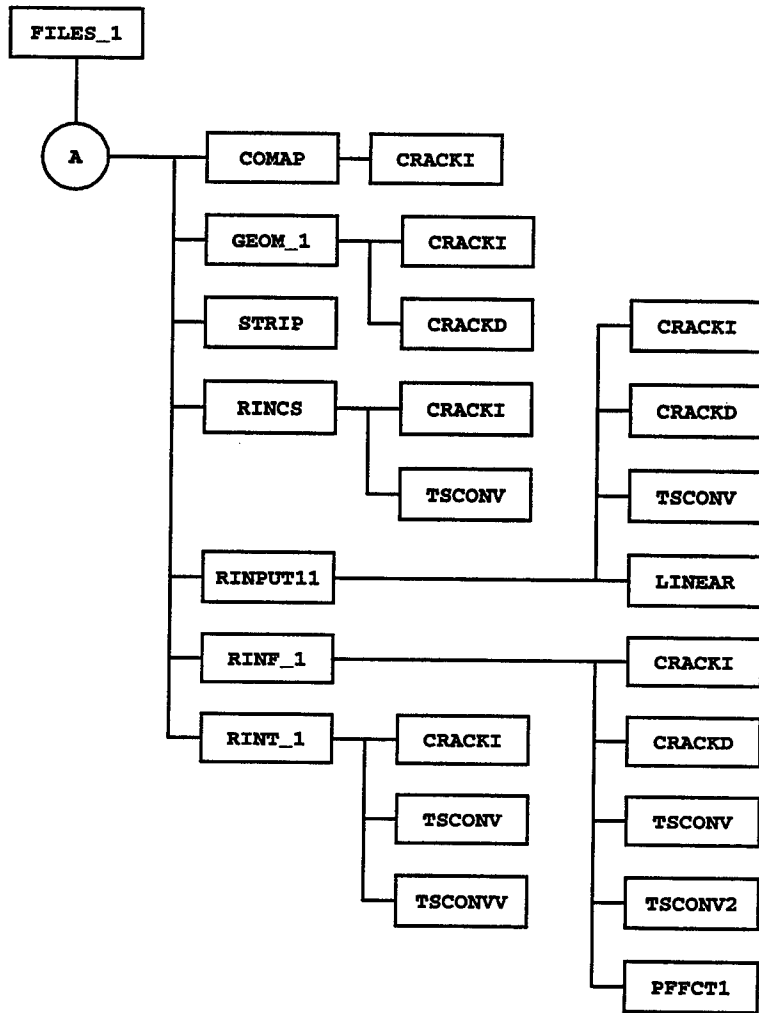 FILES_1
A
COMAP
CRACKI
GEOM_1
CRACKI
STRIP
CRACKD
CRACKI
RINCS
CRACKI
CRACKD
TSCONV
TSCONV
RINPUT11
LINEAR
RINF_1
CRACKI
RINT_1
CRACKI
CRACKD
TSCONV
TSCONV
TSCONVV
TSCONV2
PFFCT1